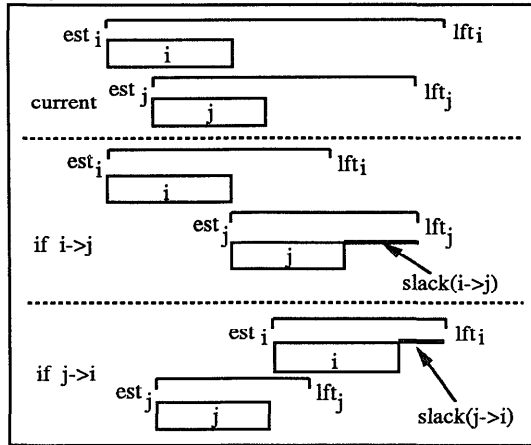 est i lft i
i
est j lft j
current
j
est i lft i
i
est j lft j
if i->j
j
slack(i->j)
est i lft i
if j->i
i
est j lft j
j
slack(j->i)